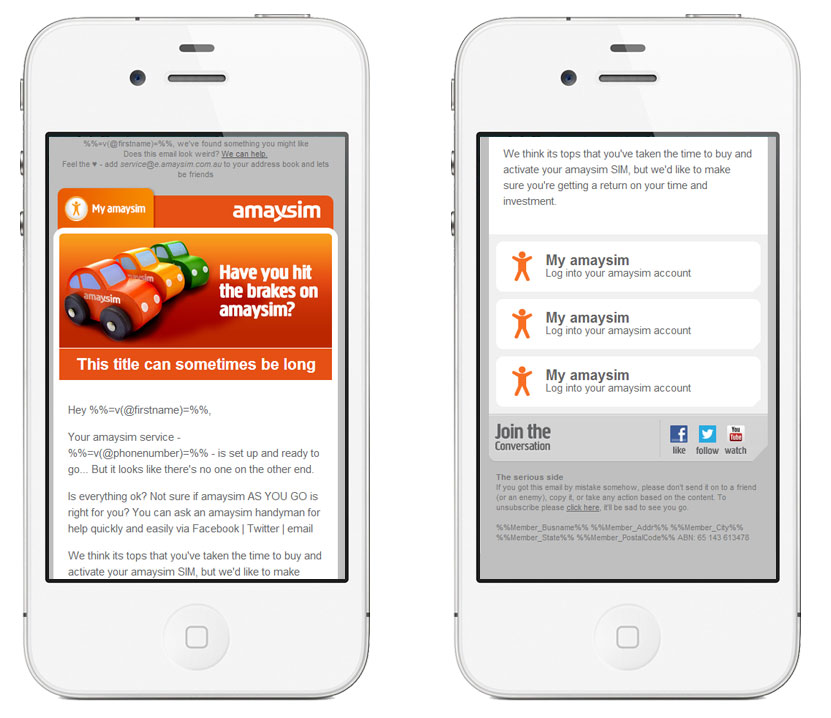 %%=v(@firstname)=%%, we've found something you might like
Does this email look weird? We can help.
Feel the ♥ - add service@e.amaysim.com.au to your address book and lets
be friends
My amaysim
amaysim
amaysim
amaysim
Have you hit
the brakes on
amaysim?
This title can sometimes be long
Hey %%=v(@firstname)=%%,
Your amaysim service -
%%=v(@phonenumber)=%% - is set up and ready to
go... But it looks like there's no one on the other end.
Is everything ok? Not sure if amaysim AS YOU GO is
right for you? You can ask an amaysim handyman for
help quickly and easily via Facebook | Twitter | email
We think its tops that you've taken the time to buy and
activate your amaysim SIM, but we'd like to make
We think its tops that you've taken the time to buy and
activate your amaysim SIM, but we'd like to make
sure you're getting a return on your time and
investment.
My amaysim
Log into your amaysim account
My amaysim
Log into your amaysim account
My amaysim
Log into your amaysim account
Join the
Conversation
f
You
Tube
like
follow
watch
The serious side
If you got this email by mistake somehow, please don't send it on to a friend
(or an enemy), copy it, or take any action based on the content. To
unsubscribe please click here, it'll be sad to see you go.
%%Member_Busname%% %%Member_Addr%% %%Member_City%%
%%Member_State%% %%Member_PostalCode%% ABN: 65 143 613478